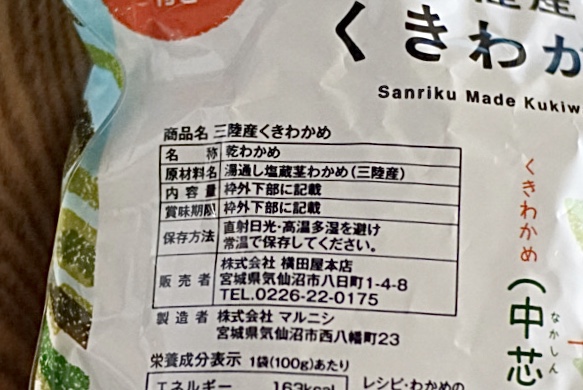 付き
くきわか
Sanriku Made Kukiw
商品名 三陸産くきわかめ
名 称 乾わかめ
原材料名 湯通し塩蔵茎わかめ(三陸産)
内 容 量 枠外下部に記載
賞味期限 枠外下部に記載
保存方法 直射日光・高温多湿を避け
常温で保存してください。
販 売 者 株式会社 横田屋本店
宮城県気仙沼市八日町1-4-8
TEL.0226-22-0175
製 造 者 株式会社 マルニシ
宮城県気仙沼市西八幡町23
栄養成分表示 1袋(100g)あたり
エネルギー 163kcal
レシピ・わかめの
くきわかめ
(中芯
なかしん